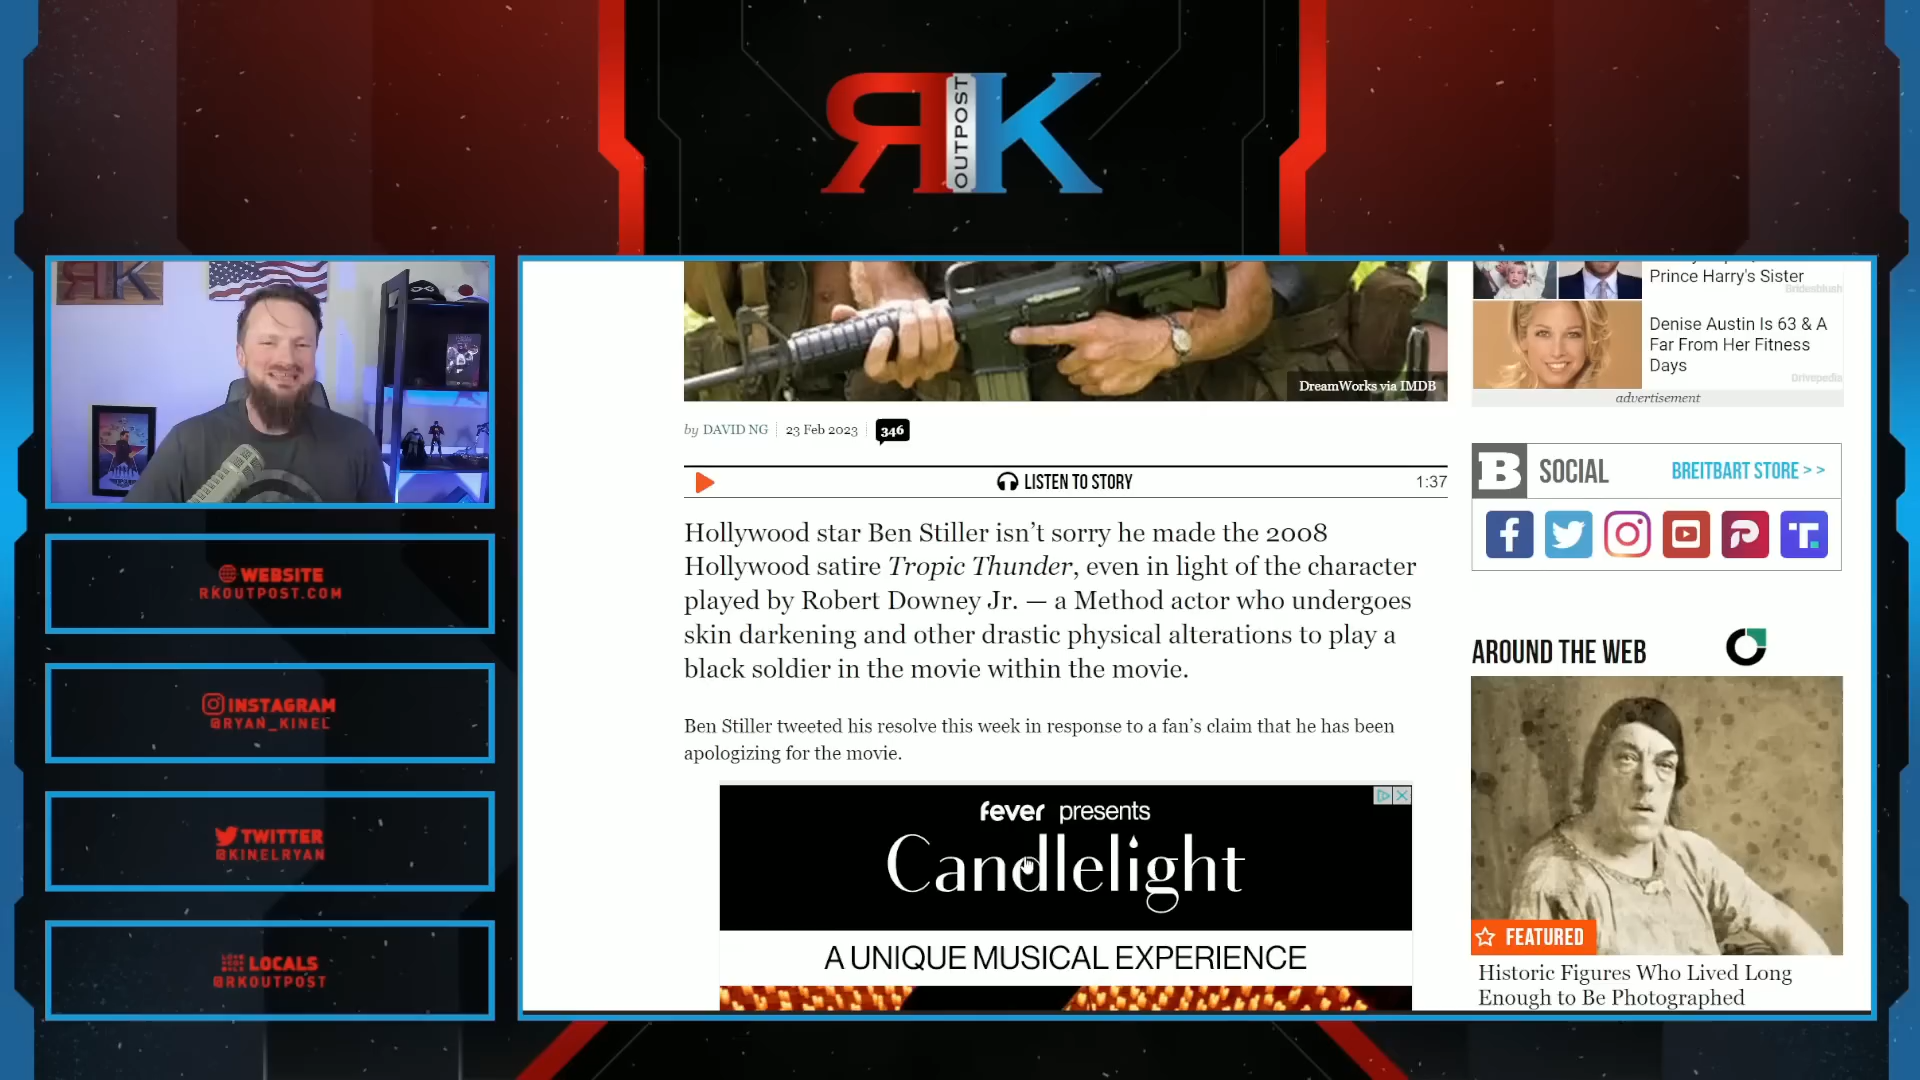 RK
OUTPOST
WEBSITE
RKOUTPOST.COM
INSTAGRAM
@RYAN_KINEL
TWITTER
@KINELRYAN
LOCALS
@RKOUTPOST
DreamWorks via IMDB
by DAVID NG 23 Feb 2023 346
LISTEN TO STORY 1:37
Hollywood star Ben Stiller isn’t sorry he made the 2008
Hollywood satire Tropic Thunder, even in light of the character
played by Robert Downey Jr. — a Method actor who undergoes
skin darkening and other drastic physical alterations to play a
black soldier in the movie within the movie.
Ben Stiller tweeted his resolve this week in response to a fan’s claim that he has been
apologizing for the movie.
fever presents
Candlelight
A UNIQUE MUSICAL EXPERIENCE
Prince Harry's Sister
Bridesblush
Denise Austin Is 63 & A
Far From Her Fitness
Days
Drivepedia
advertisement
B SOCIAL BREITBART STORE > >
AROUND THE WEB
FEATURED
Historic Figures Who Lived Long
Enough to Be Photographed